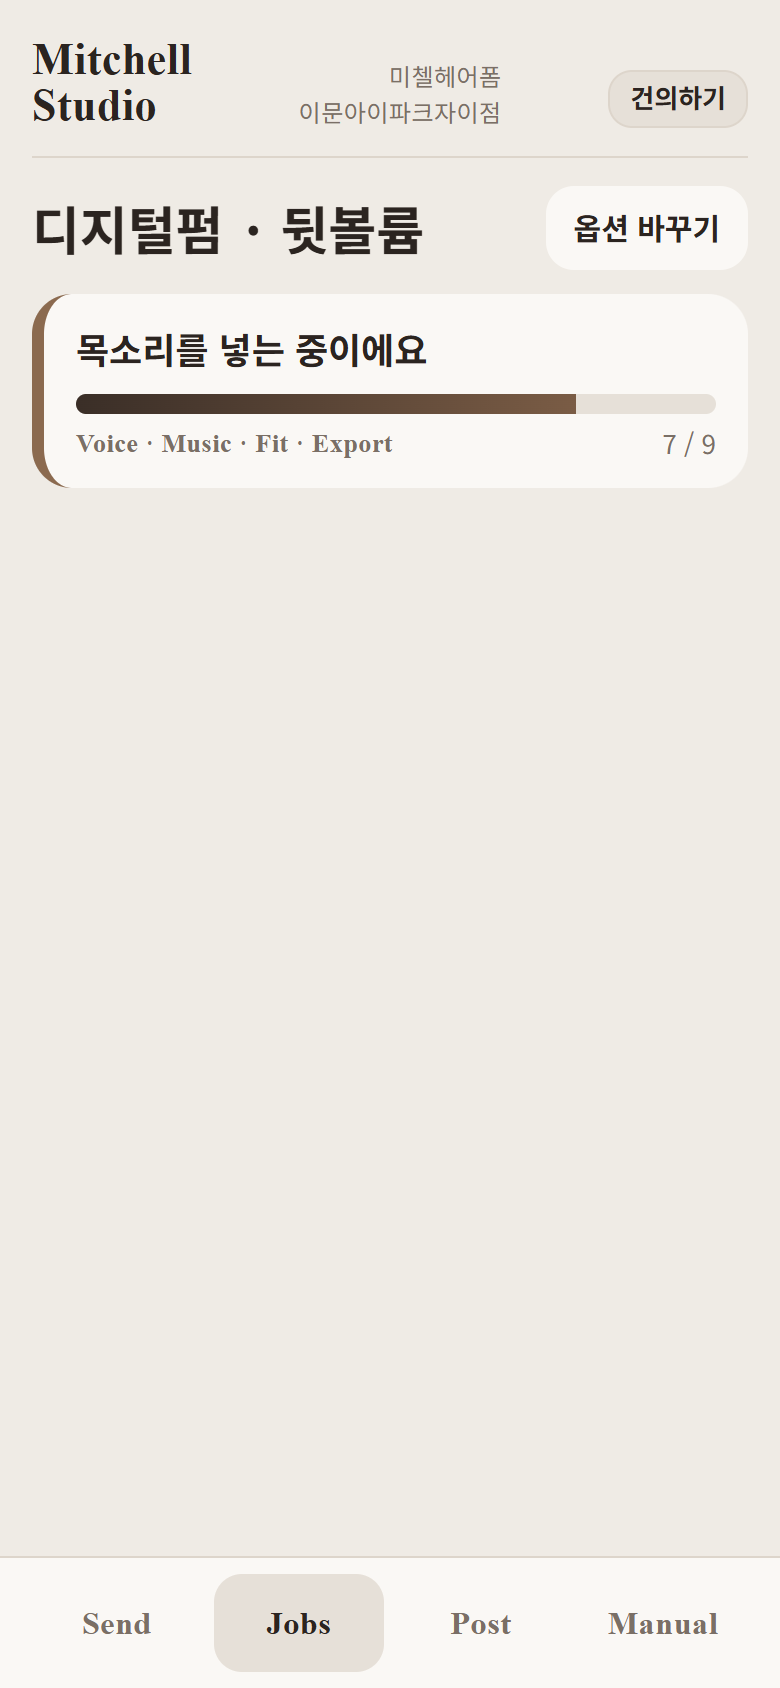 Mitchell
Studio
미첼헤어폼
이문아이파크자이점
건의하기
디지털펌 · 뒷볼륨
옵션 바꾸기
목소리를 넣는 중이에요
Voice · Music · Fit · Export
7 / 9
Send
Jobs
Post
Manual